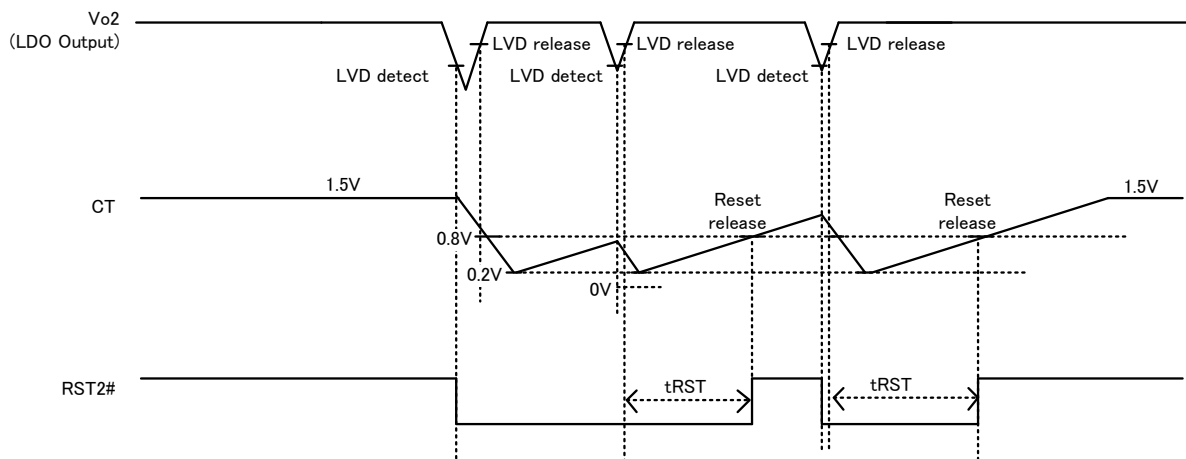 Vo2
(LDO Output)
LVD release
LVD release
LVD release
LVD detect
LVD detect
LVD detect
CT
1.5V
Reset
release
Reset
release
1.5V
0.8V
0.2V
0V
RST2#
tRST
tRST